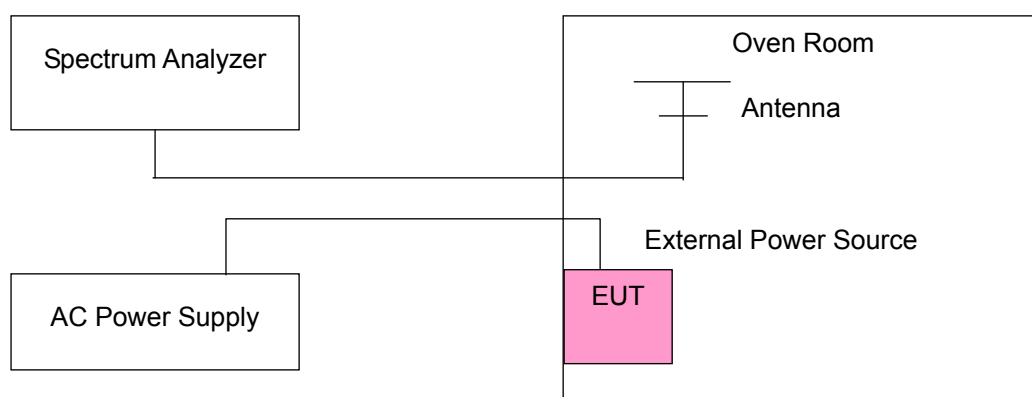 Spectrum Analyzer
Oven Room
Antenna
External Power Source
AC Power Supply
EUT